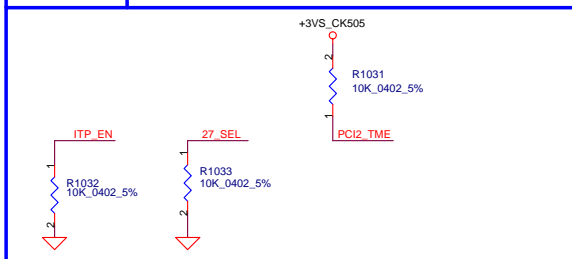 +3VS_CK505
2
R1031
10K_0402_5%
1
ITP_EN
27_SEL
PCI2_TME
1
R1032
10K_0402_5%
2
1
R1033
10K_0402_5%
2